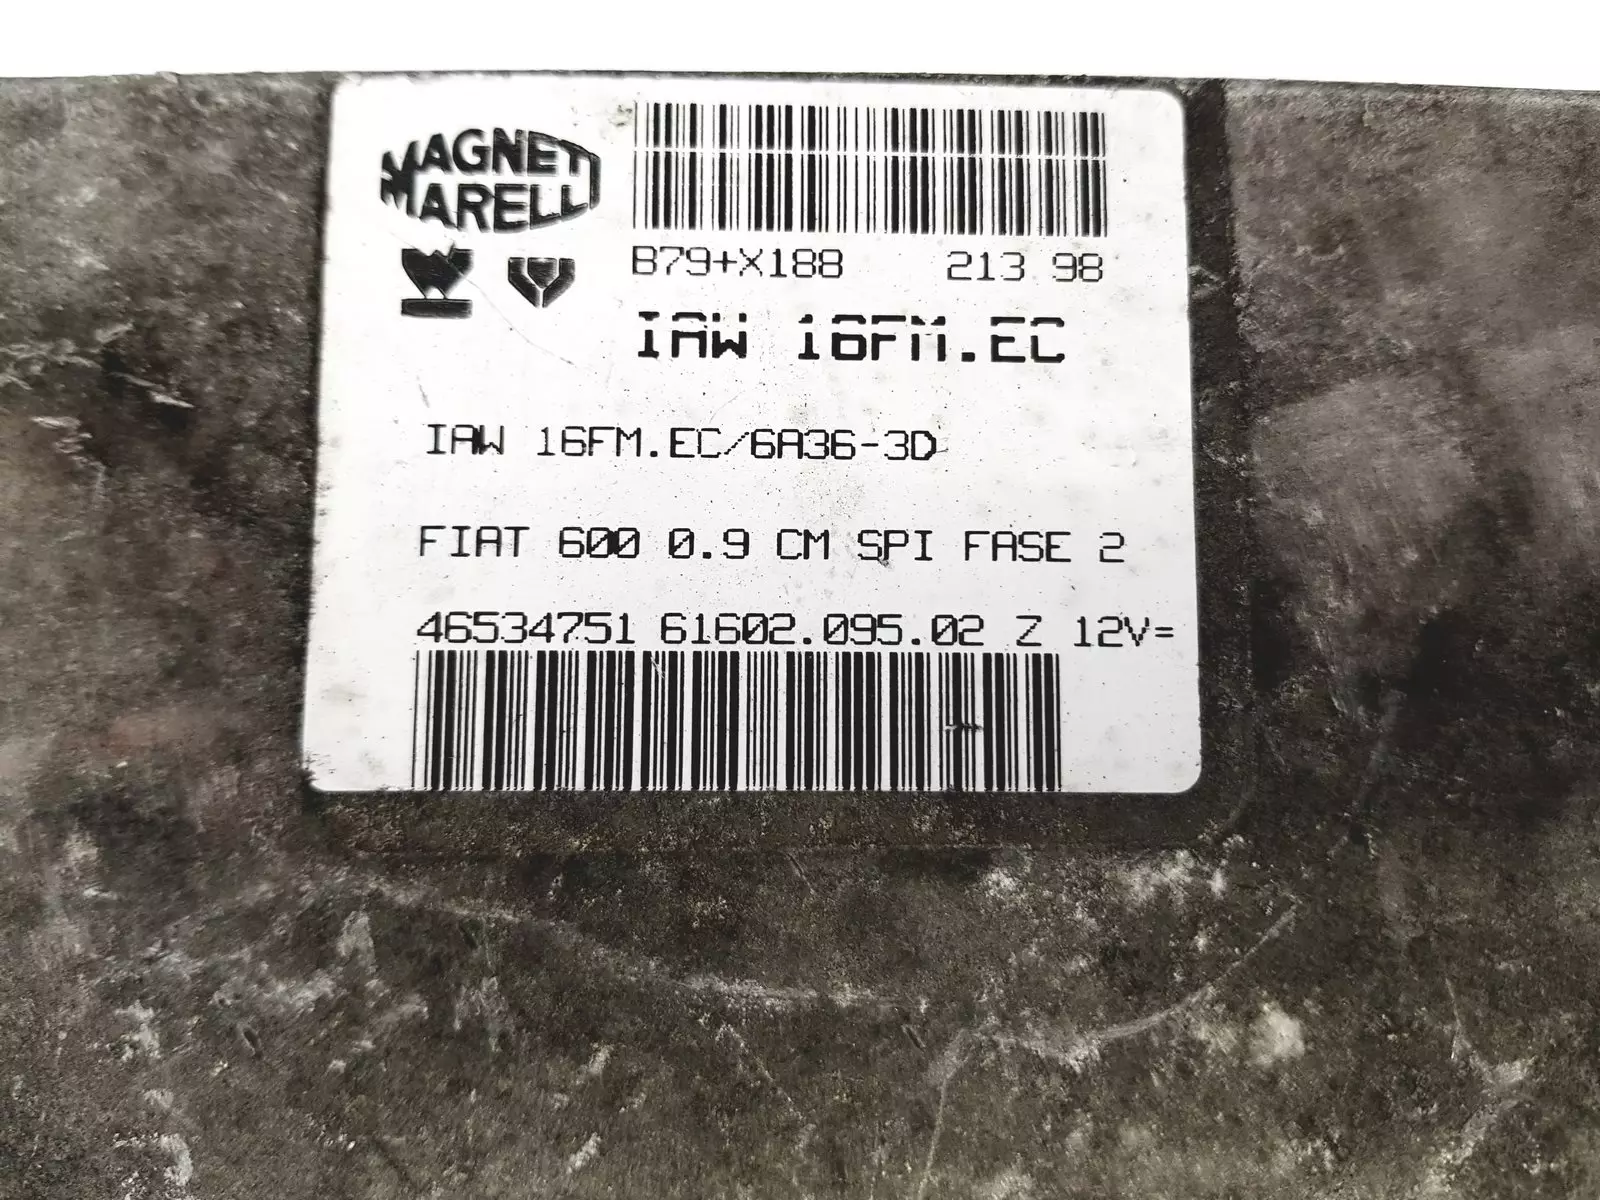 MAGNETI
MARELLI
B79+X188 213 98
IAW 16FM.EC
IAW 16FM.EC/6A36-3D
FIAT 600 0.9 CM SPI FASE 2
46534751 61602.095.02 Z 12V=